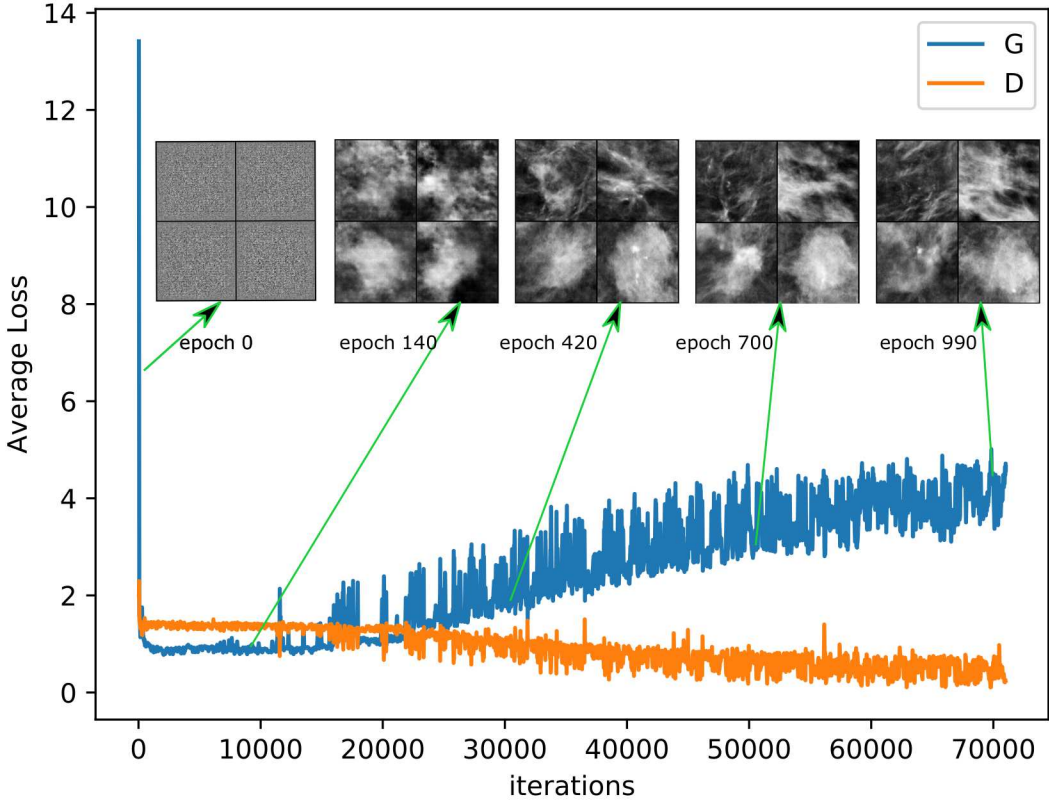 14
12
10
8
6
4
2
0
Average Loss
G
D
epoch 0
epoch 140
epoch 420
epoch 700
epoch 990
0
10000
20000
30000
40000
50000
60000
70000
iterations